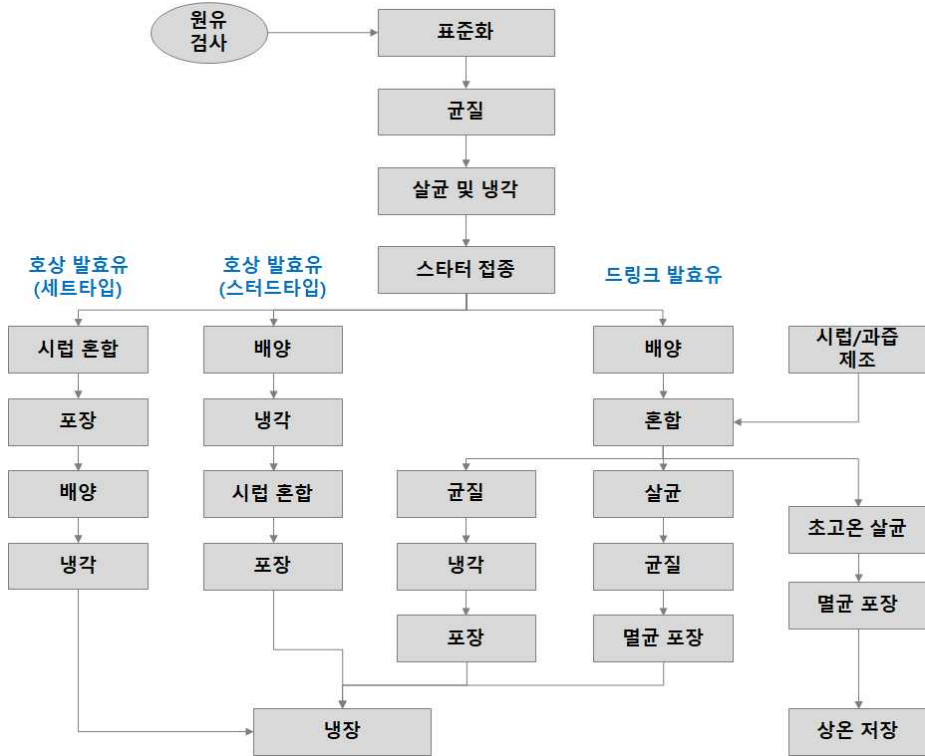 원유
검사
표준화
균질
살균 및 냉각
스타터 접종
호상 발효유
(세트타입)
호상 발효유
(스터드타입)
드링크 발효유
시럽 혼합
포장
배양
냉각
배양
냉각
시럽 혼합
포장
배양
혼합
시럽/과즙
제조
균질
냉각
포장
살균
균질
멸균 포장
초고온 살균
멸균 포장
냉장
상온 저장